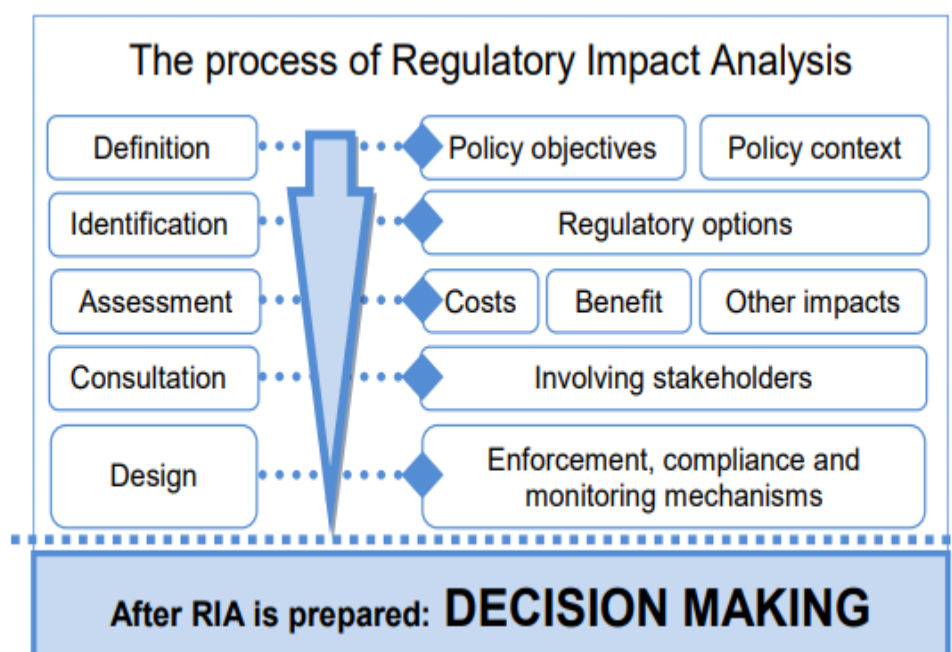 The process of Regulatory Impact Analysis
Definition
Policy objectives
Policy context
Identification
Regulatory options
Assessment
Costs
Benefit
Other impacts
Consultation
Involving stakeholders
Design
Enforcement, compliance and
monitoring mechanisms
After RIA is prepared: DECISION MAKING